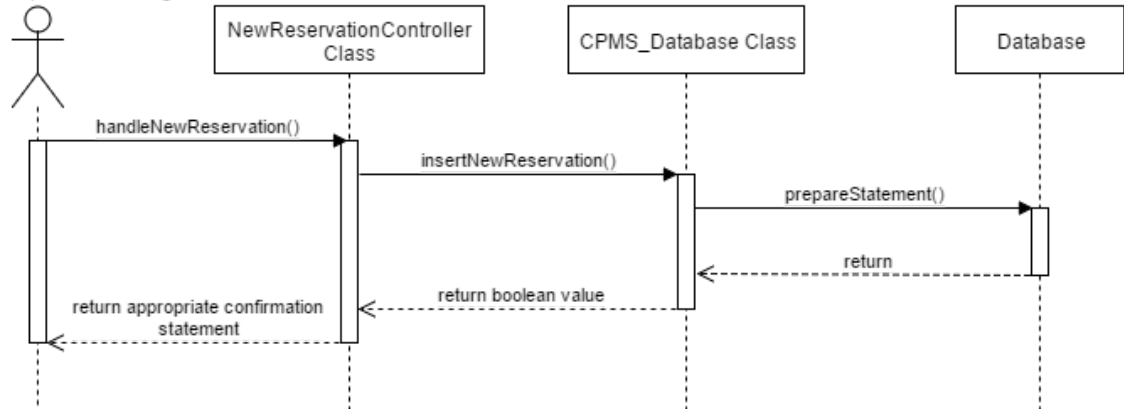 NewReservationController
Class
CPMS_Database Class
Database
handleNewReservation()
insertNewReservation()
prepareStatement()
return
return boolean value
return appropriate confirmation
statement